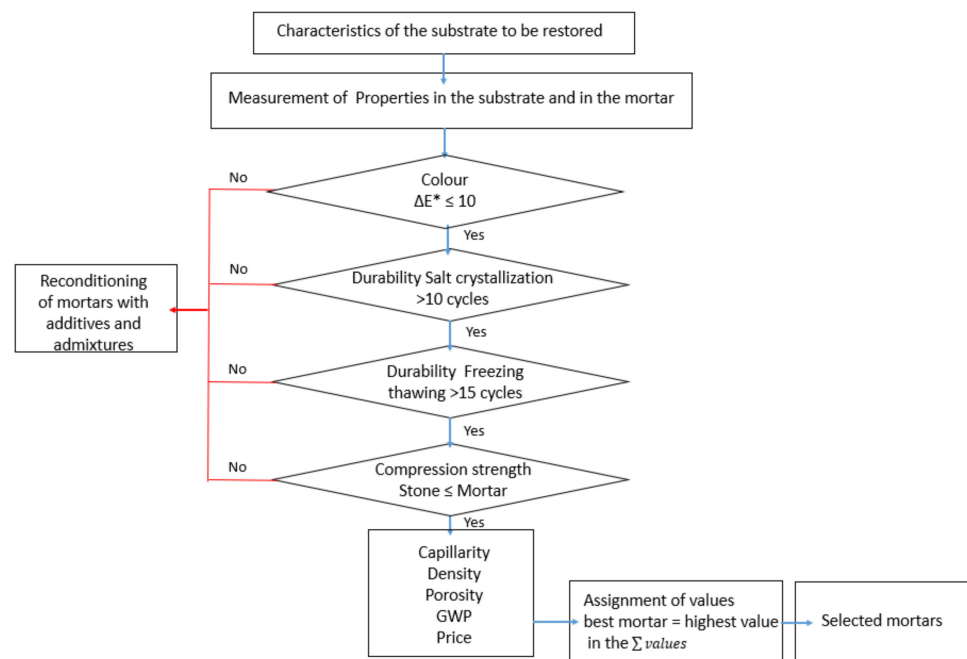 Characteristics of the substrate to be restored
Measurement of Properties in the substrate and in the mortar
No
Colour
ΔE* ≤ 10
Yes
No
Durability Salt crystallization
>10 cycles
Reconditioning
of mortars with
additives and
admixtures
Yes
No
Durability Freezing
thawing >15 cycles
Yes
No
Compression strength
Stone ≤ Mortar
Yes
Capillarity
Density
Porosity
GWP
Price
Assignment of values
best mortar = highest value
in the ∑ values
Selected mortars